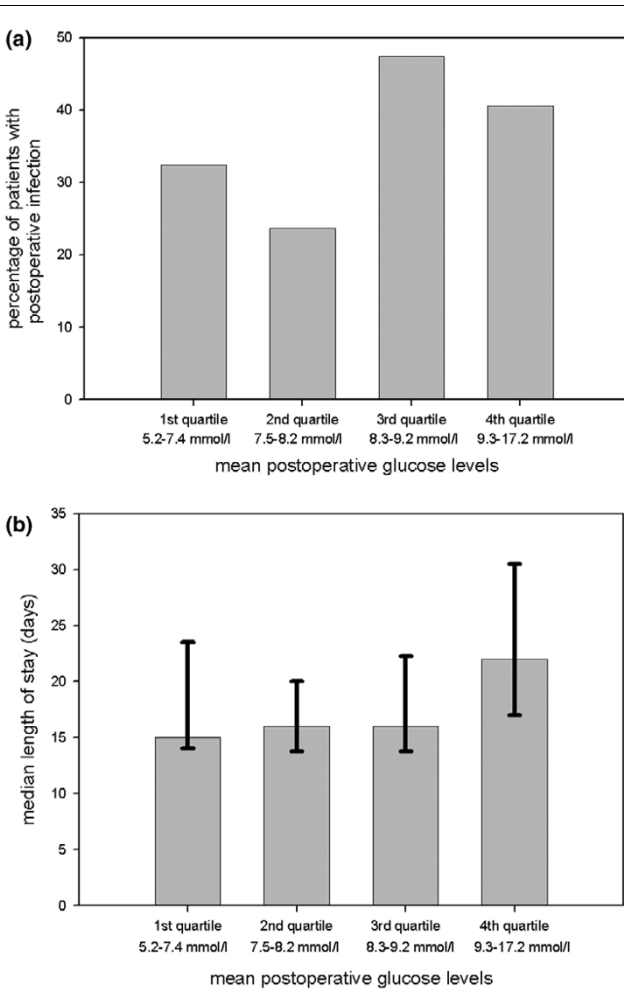 (a)
50
40
30
20
10
0
percentage of patients with
postoperative infection
1st quartile 2nd quartile 3rd quartile 4th quartile
5.2-7.4 mmol/l 7.5-8.2 mmol/l 8.3-9.2 mmol/l 9.3-17.2 mmol/l
mean postoperative glucose levels
(b)
35
30
25
20
15
10
5
0
median length of stay (days)
1st quartile 2nd quartile 3rd quartile 4th quartile
5.2-7.4 mmol/l 7.5-8.2 mmol/l 8.3-9.2 mmol/l 9.3-17.2 mmol/l
mean postoperative glucose levels